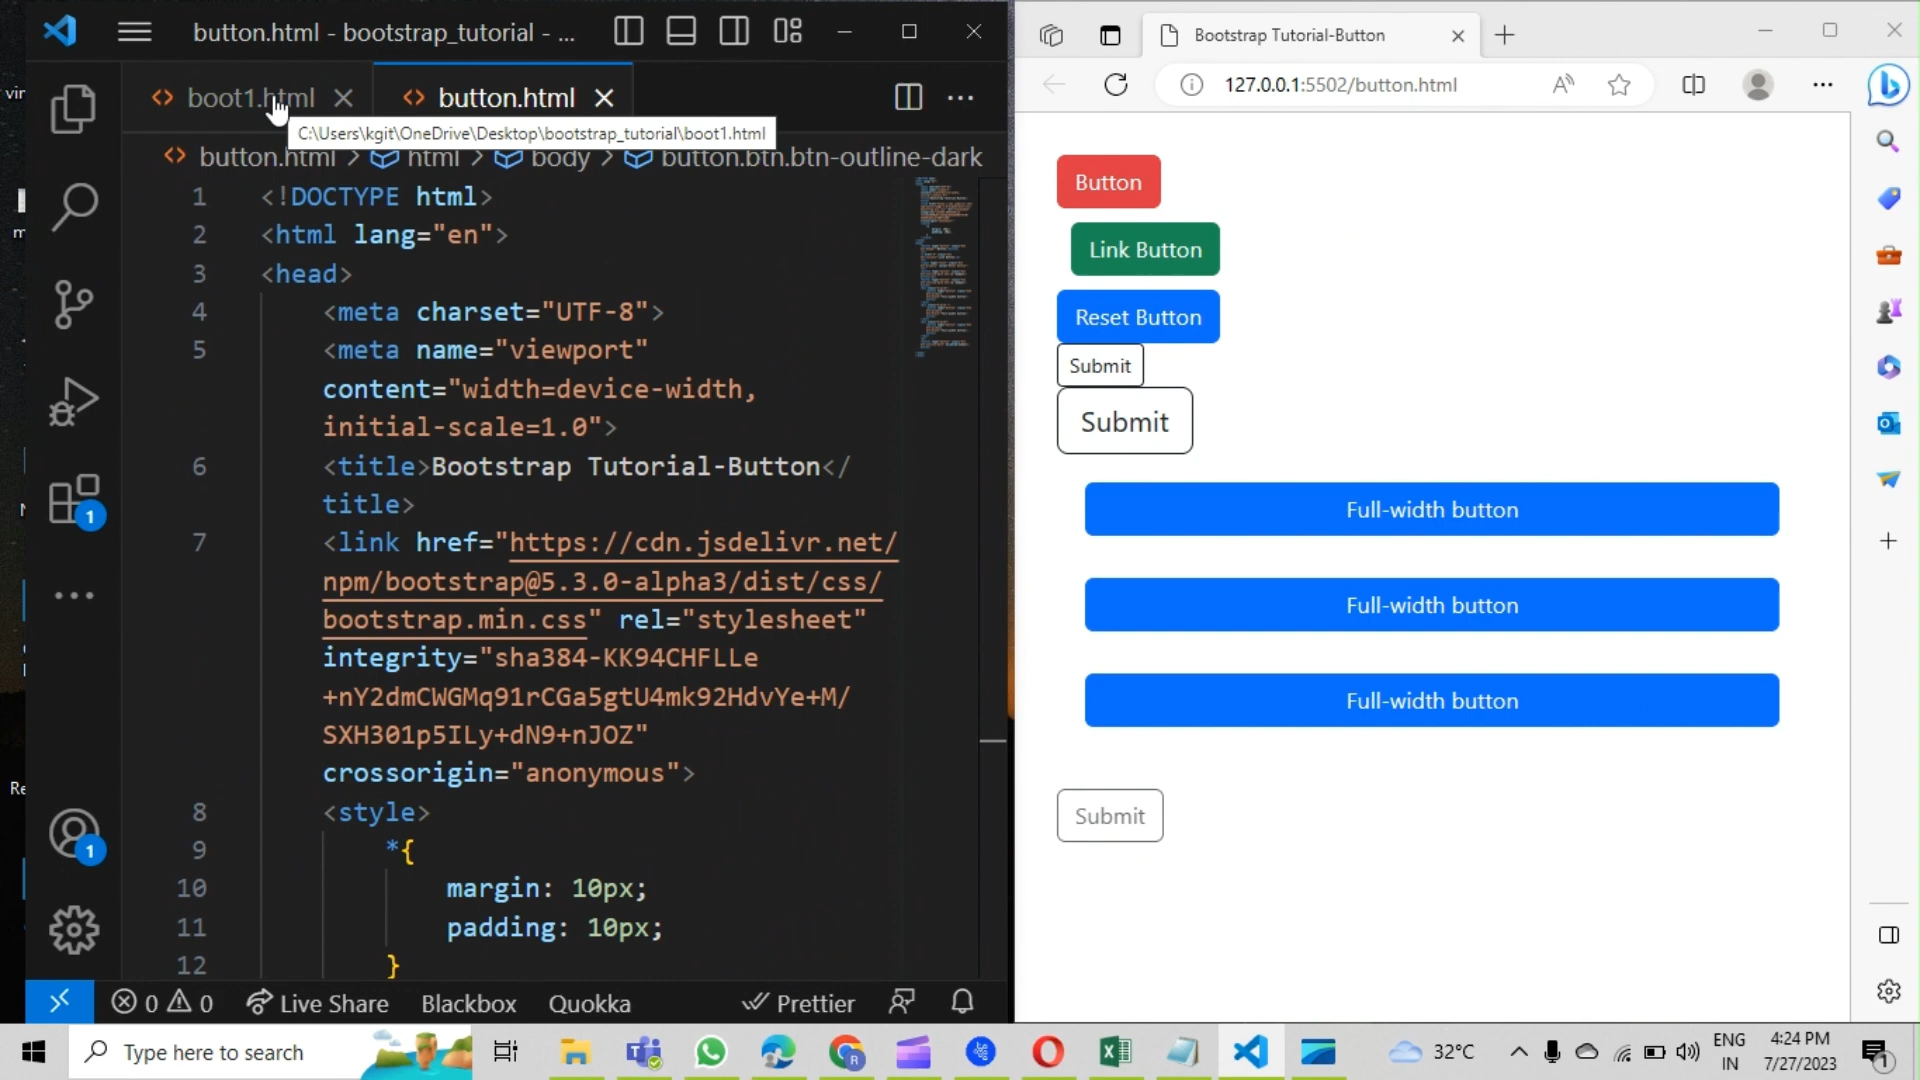 button.html - bootstrap_tutorial - ...
boot1.html
button.html
C:\Users\kgit\OneDrive\Desktop\bootstrap_tutorial\boot1.html
button.html > html > body > button.btn.btn-outline-dark
1 <!DOCTYPE html>
2 <html lang="en">
3 <head>
4 <meta charset="UTF-8">
5 <meta name="viewport"
content="width=device-width,
initial-scale=1.0">
6 <title>Bootstrap Tutorial-Button</
title>
7 <link href="https://cdn.jsdelivr.net/
npm/bootstrap@5.3.0-alpha3/dist/css/
bootstrap.min.css" rel="stylesheet"
integrity="sha384-KK94CHFLLe
+nY2dmCWGMq91rCGa5gtU4mk92HdvYe+M/
SXH301p5ILy+dN9+nJOZ"
crossorigin="anonymous">
8 <style>
9 *{
10 margin: 10px;
11 padding: 10px;
12 }
1
1
0 0 Live Share Blackbox Quokka Prettier
Bootstrap Tutorial-Button
127.0.0.1:5502/button.html
Button
Link Button
Reset Button
Submit
Submit
Full-width button
Full-width button
Full-width button
Submit
Type here to search
32°C
ENG
IN
4:24 PM
7/27/2023
1